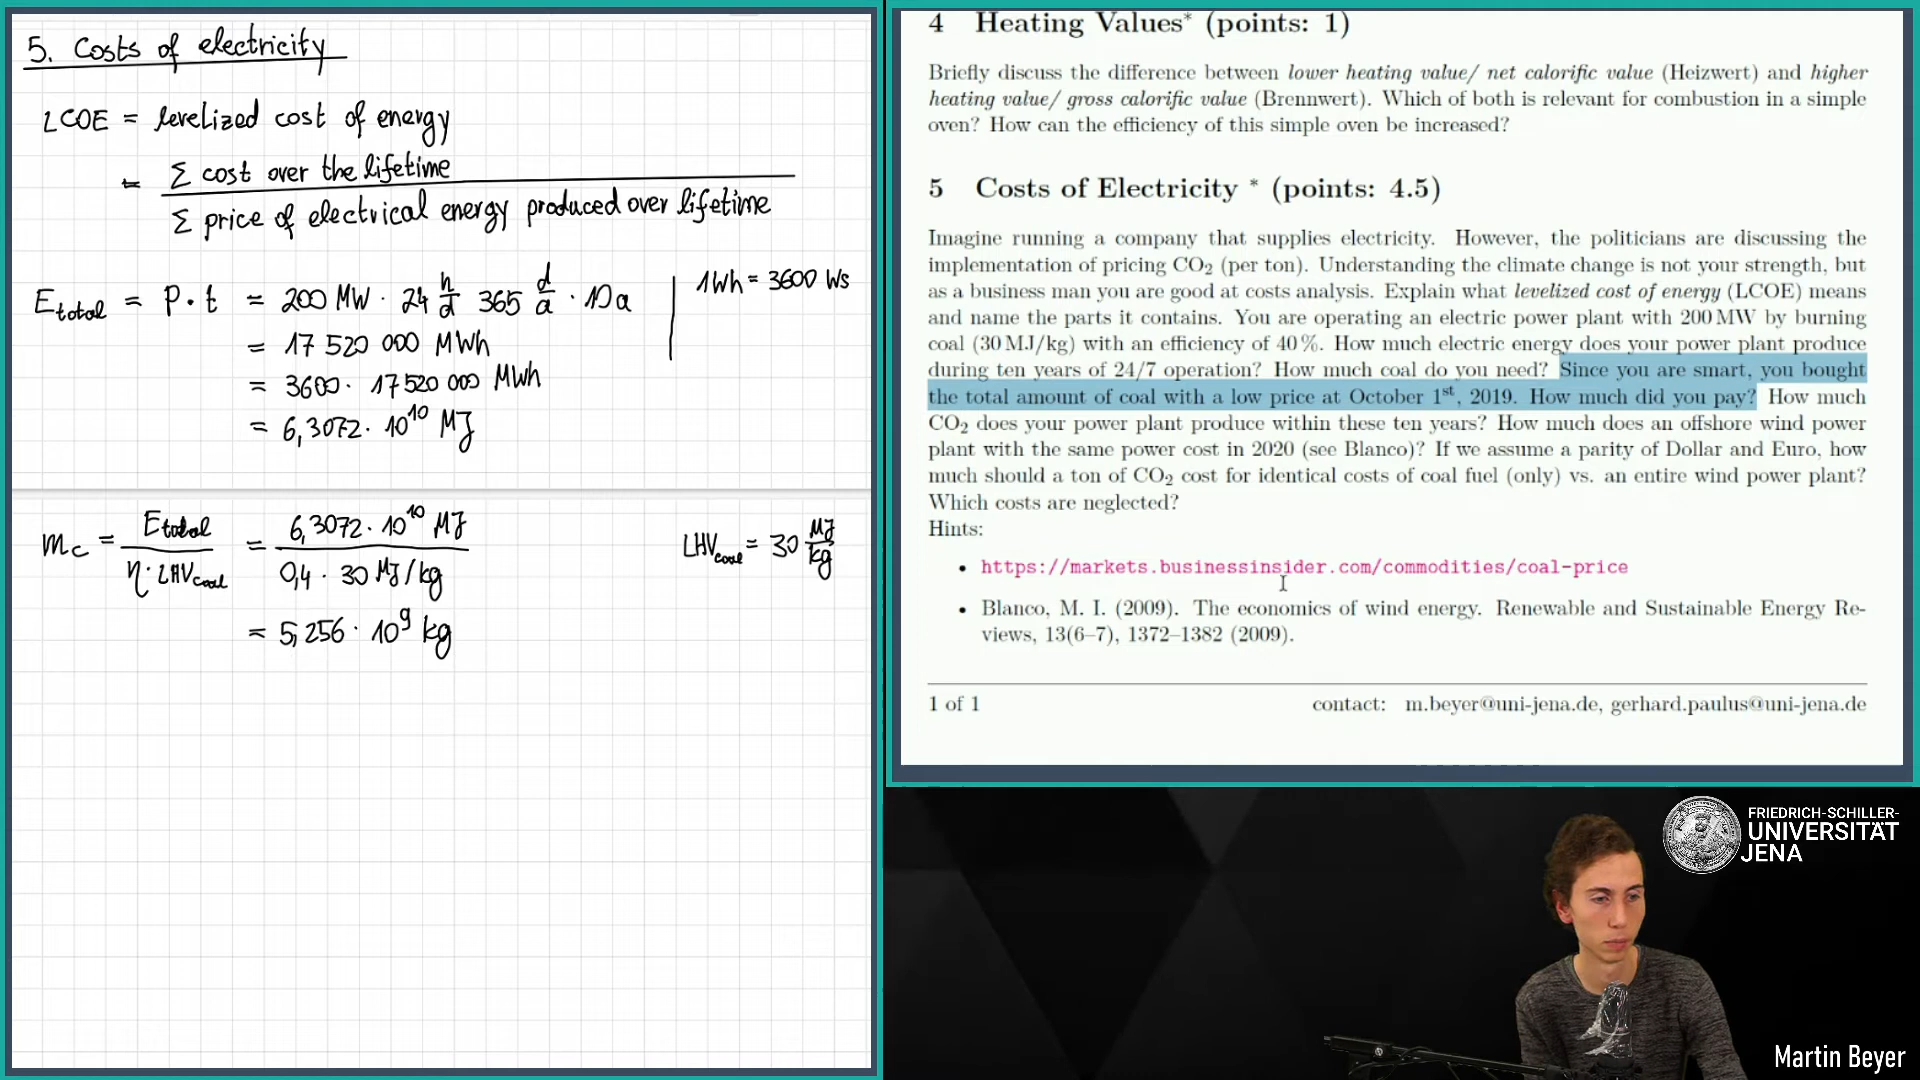 5. Costs of electricity
LCOE = levelized cost of energy
= Σ cost over the lifetime
Σ price of electrical energy produced over lifetime
E_total = P · t = 200 MW · 24 h/d 365 d/a · 10a | 1Wh = 3600 Ws
= 17 520 000 MWh
= 3600 · 17 520 000 MWh
= 6,3072 · 10^10 MJ
m_C = E_total / η · LHV_coal = 6,3072 · 10^10 MJ / 0,4 · 30 MJ/kg LHV_coal = 30 MJ/kg
= 5,256 · 10^9 kg
4 Heating Values* (points: 1)
Briefly discuss the difference between lower heating value/ net calorific value (Heizwert) and higher
heating value/ gross calorific value (Brennwert). Which of both is relevant for combustion in a simple
oven? How can the efficiency of this simple oven be increased?
5 Costs of Electricity * (points: 4.5)
Imagine running a company that supplies electricity. However, the politicians are discussing the
implementation of pricing CO₂ (per ton). Understanding the climate change is not your strength, but
as a business man you are good at costs analysis. Explain what levelized cost of energy (LCOE) means
and name the parts it contains. You are operating an electric power plant with 200 MW by burning
coal (30 MJ/kg) with an efficiency of 40 %. How much electric energy does your power plant produce
during ten years of 24/7 operation? How much coal do you need? Since you are smart, you bought
the total amount of coal with a low price at October 1st, 2019. How much did you pay? How much
CO₂ does your power plant produce within these ten years? How much does an offshore wind power
plant with the same power cost in 2020 (see Blanco)? If we assume a parity of Dollar and Euro, how
much should a ton of CO₂ cost for identical costs of coal fuel (only) vs. an entire wind power plant?
Which costs are neglected?
Hints:
• https://markets.businessinsider.com/commodities/coal-price
• Blanco, M. I. (2009). The economics of wind energy. Renewable and Sustainable Energy Re-
views, 13(6–7), 1372–1382 (2009).
1 of 1 contact: m.beyer@uni-jena.de, gerhard.paulus@uni-jena.de
FRIEDRICH-SCHILLER-
UNIVERSITÄT
JENA
Martin Beyer